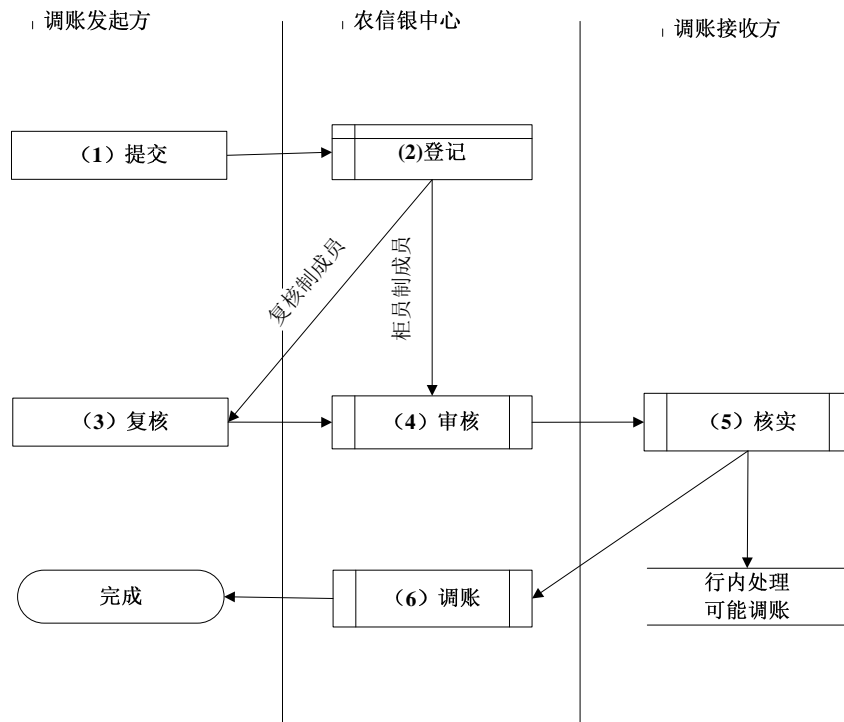 调账发起方
农信银中心
调账接收方
（1）提交
(2)登记
复核制成员
柜员制成员
（3）复核
（4）审核
（5）核实
完成
（6）调账
行内处理
可能调账